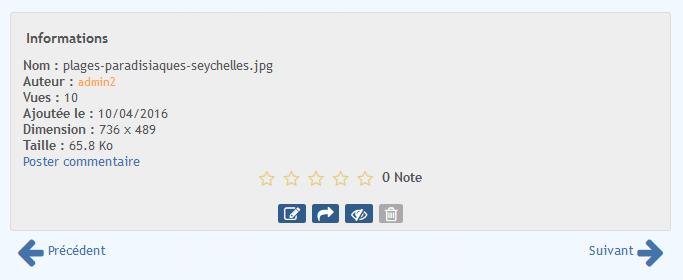 Informations
Nom : plages-paradisiaques-seychelles.jpg
Auteur : admin2
Vues : 10
Ajoutée le : 10/04/2016
Dimension : 736 x 489
Taille : 65.8 Ko
Poster commentaire
0 Note
Précédent
Suivant